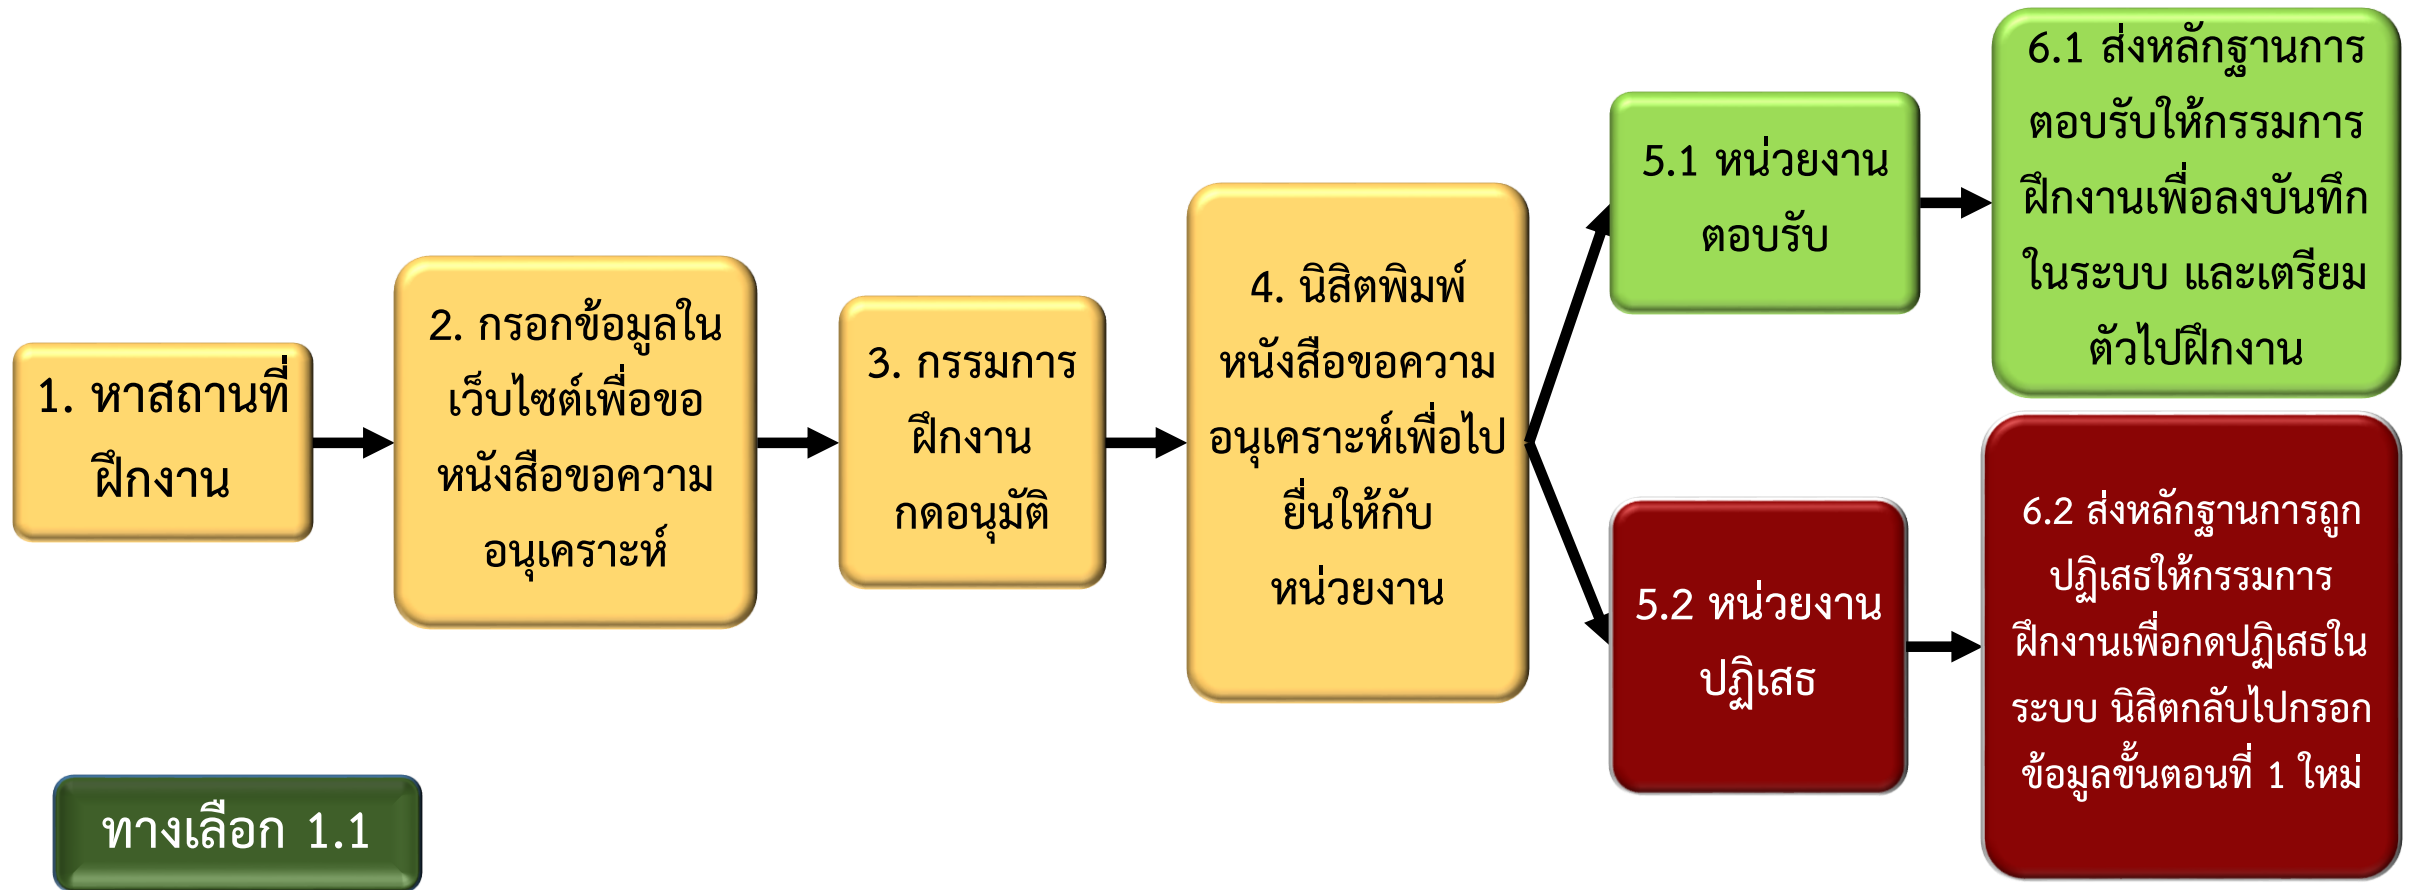 1. หาสถานที่
ฝึกงาน
2. กรอกข้อมูลใน
เว็บไซต์เพื่อขอ
หนังสือขอความ
อนุเคราะห์
3. กรรมการ
ฝึกงาน
กดอนุมัติ
4. นิสิตพิมพ์
หนังสือขอความ
อนุเคราะห์เพื่อไป
ยื่นให้กับ
หน่วยงาน
5.1 หน่วยงาน
ตอบรับ
6.1 ส่งหลักฐานการ
ตอบรับให้กรรมการ
ฝึกงานเพื่อลงบันทึก
ในระบบ และเตรียม
ตัวไปฝึกงาน
5.2 หน่วยงาน
ปฏิเสธ
6.2 ส่งหลักฐานการถูก
ปฏิเสธให้กรรมการ
ฝึกงานเพื่อกดปฏิเสธใน
ระบบ นิสิตกลับไปกรอก
ข้อมูลขั้นตอนที่ 1 ใหม่
ทางเลือก 1.1